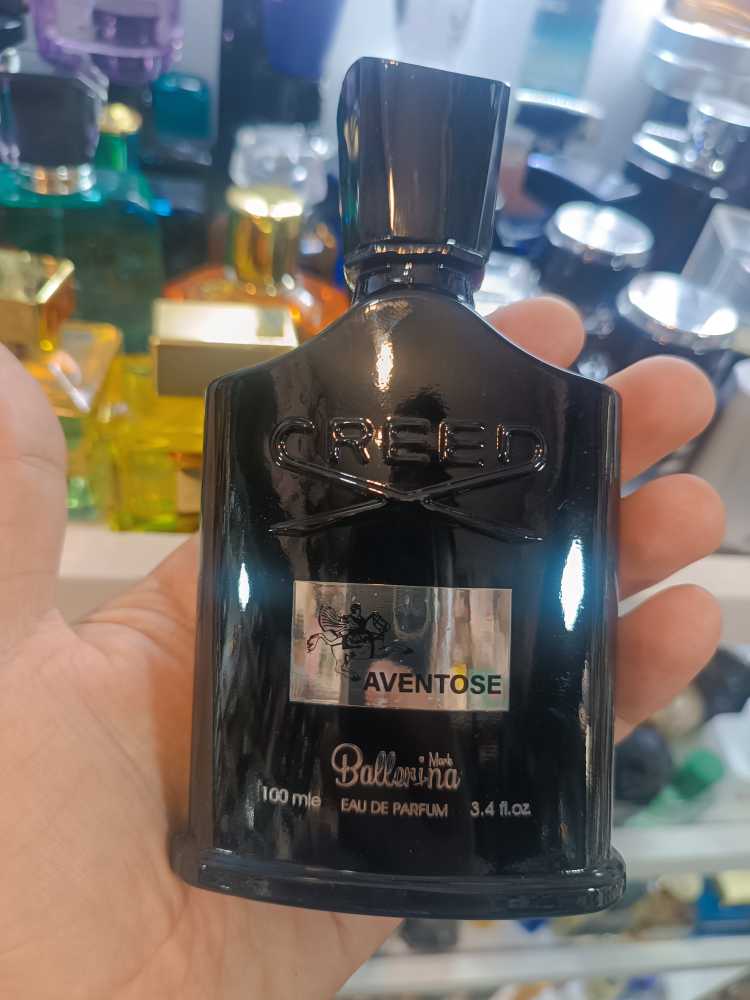 CREED
AVENTOSE
Mark
Ballerina
100 mle EAU DE PARFUM 3.4 fl.oz